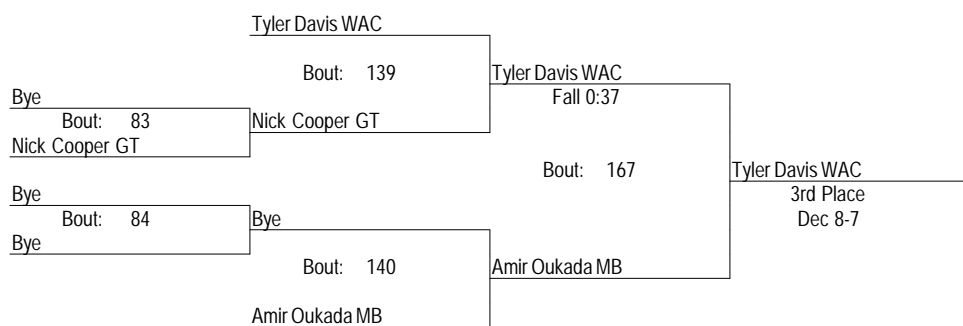 Tyler Davis WAC
Bout: 139
Tyler Davis WAC
Bye
Fall 0:37
Bout: 83
Nick Cooper GT
Nick Cooper GT
Bout: 167
Tyler Davis WAC
Bye
3rd Place
Bout: 84
Bye
Dec 8-7
Bye
Bout: 140
Amir Oukada MB
Amir Oukada MB